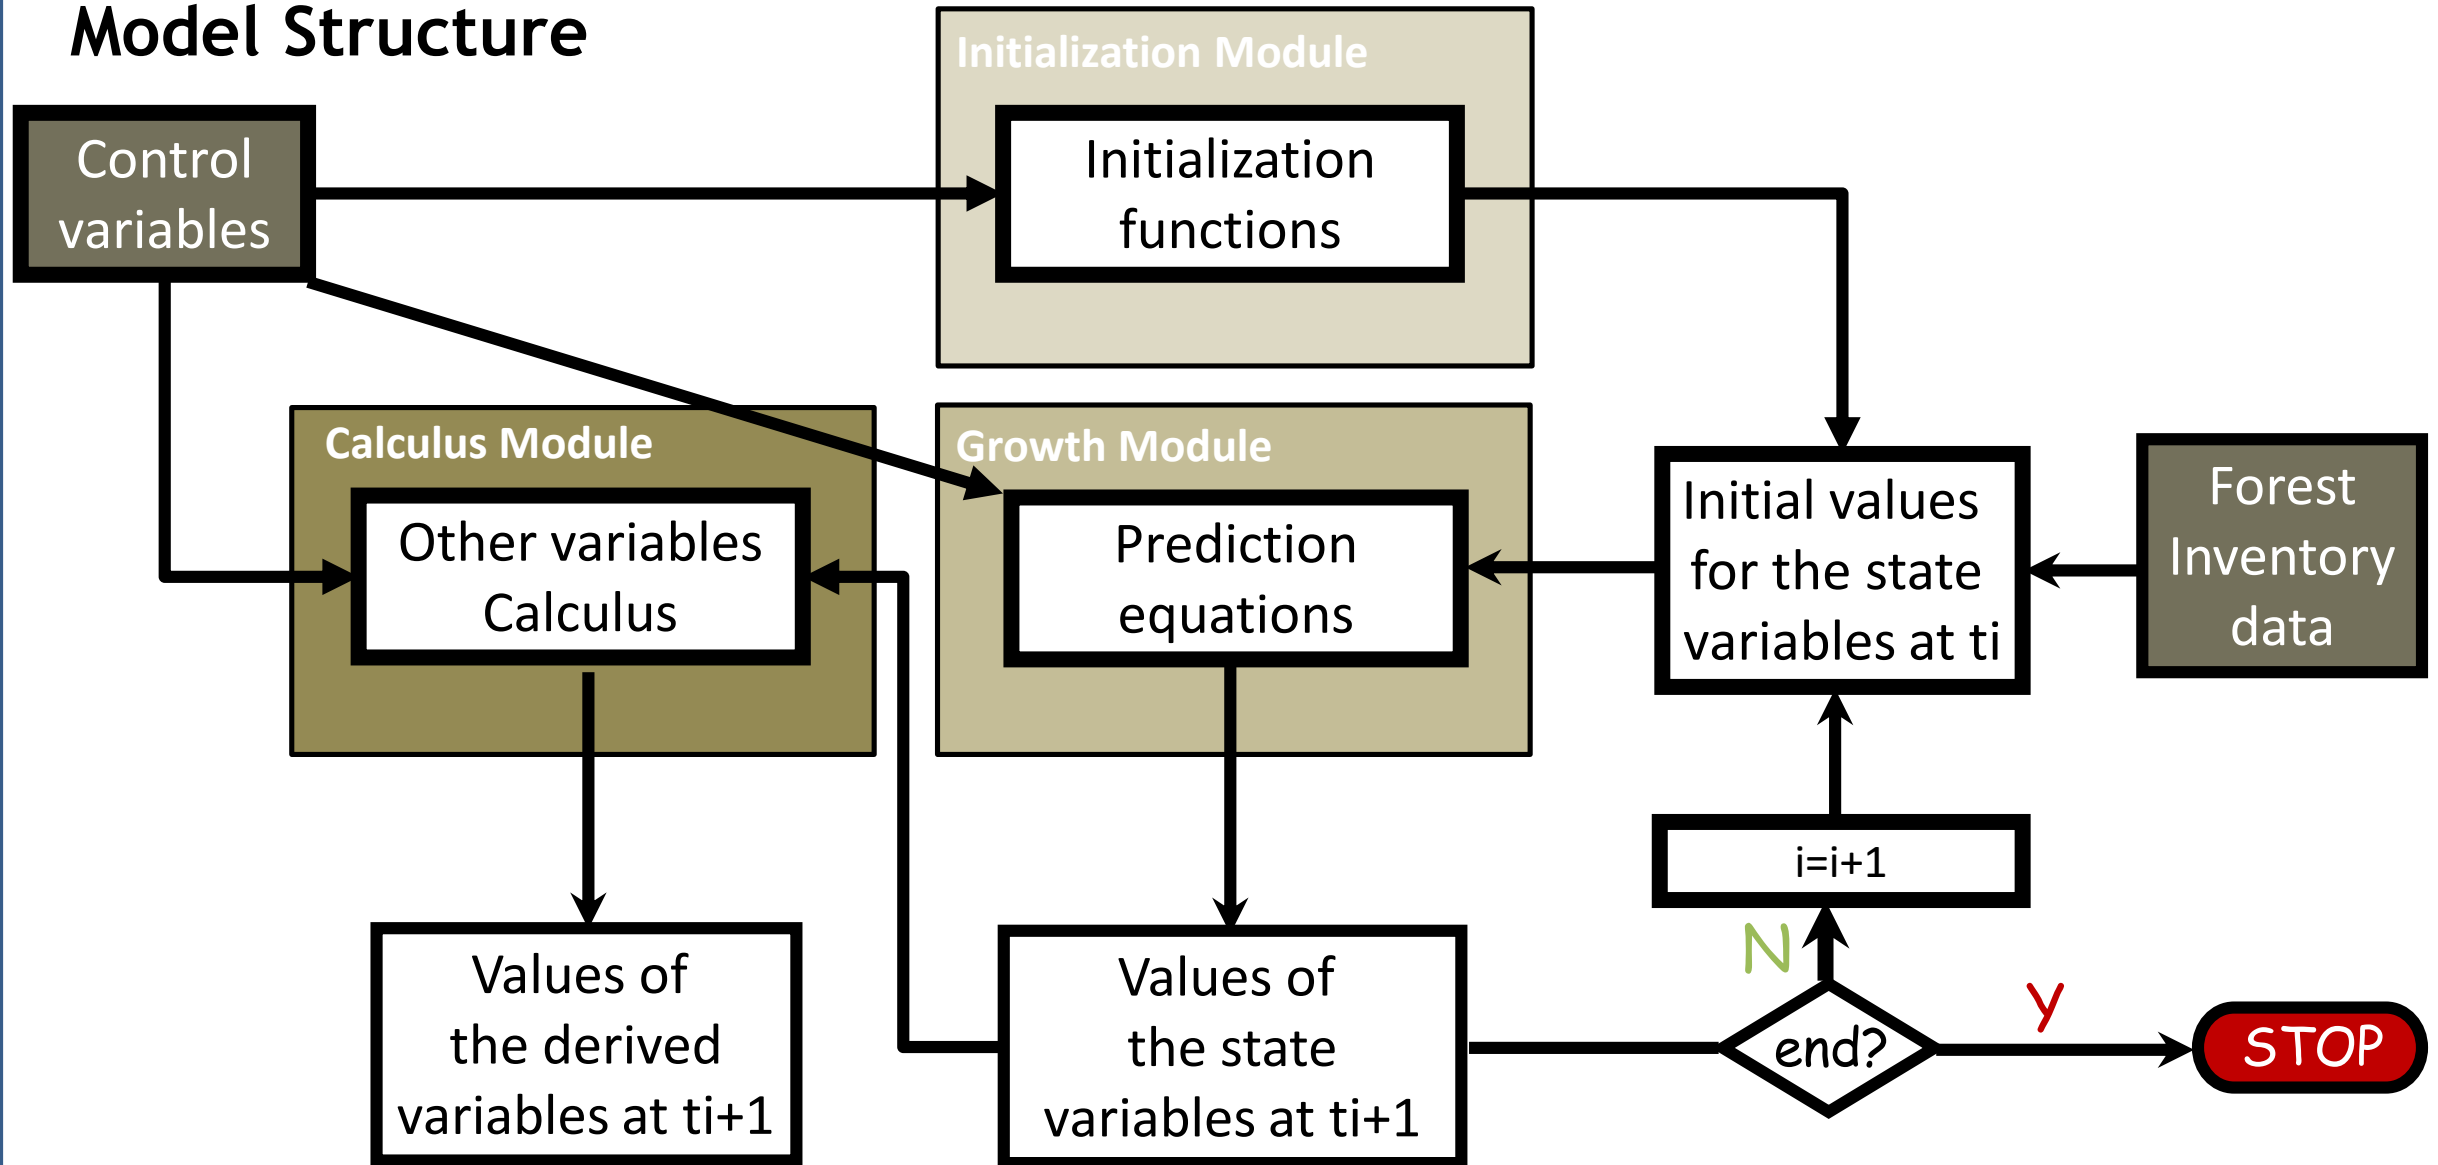 Model Structure
Initialization Module
Control
variables
Initialization
functions
Calculus Module
Growth Module
Other variables
Calculus
Prediction
equations
Initial values
for the state
variables at ti
Forest
Inventory
data
i=i+1
N
Y
end?
STOP
Values of
the derived
variables at ti+1
Values of
the state
variables at ti+1